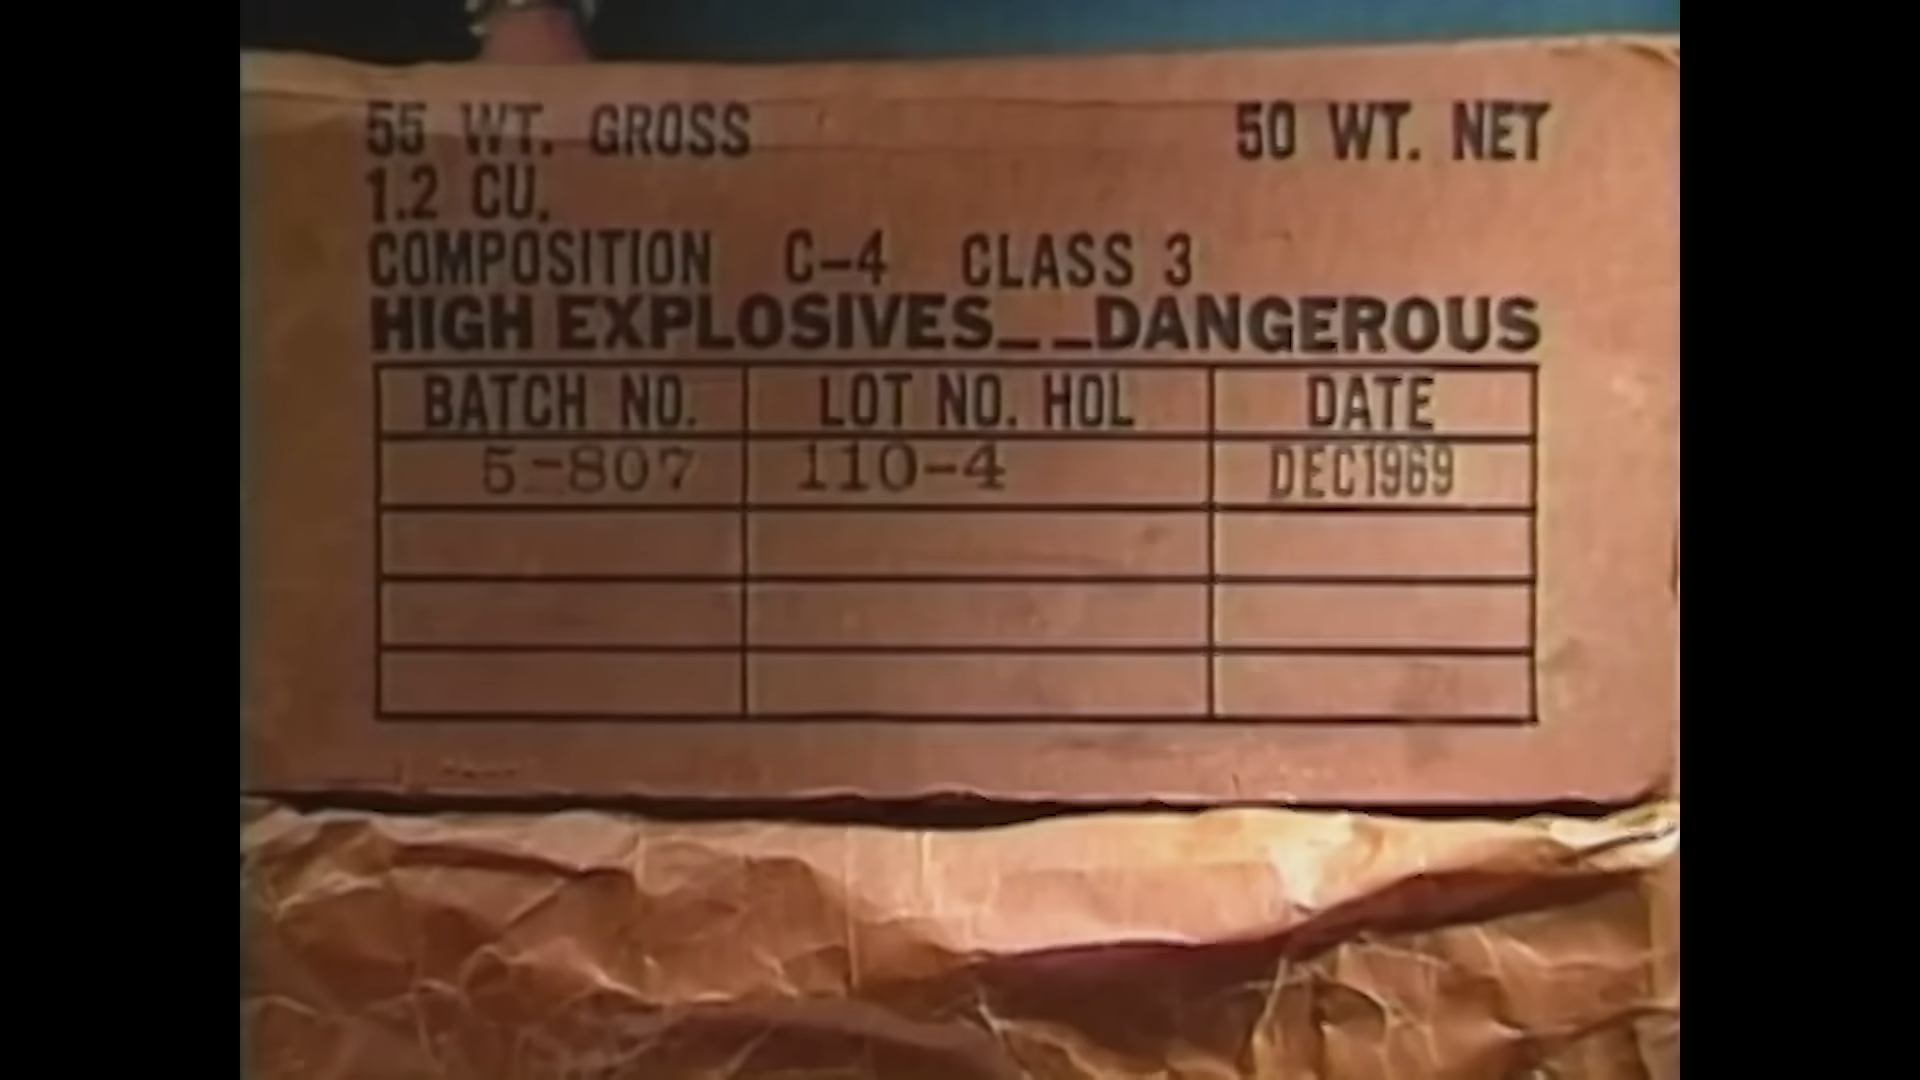 55 WT. GROSS 50 WT. NET
1.2 CU.
COMPOSITION C-4 CLASS 3
HIGH EXPLOSIVES__DANGEROUS
BATCH NO. LOT NO. HOL DATE
5-807 110-4 DEC1969